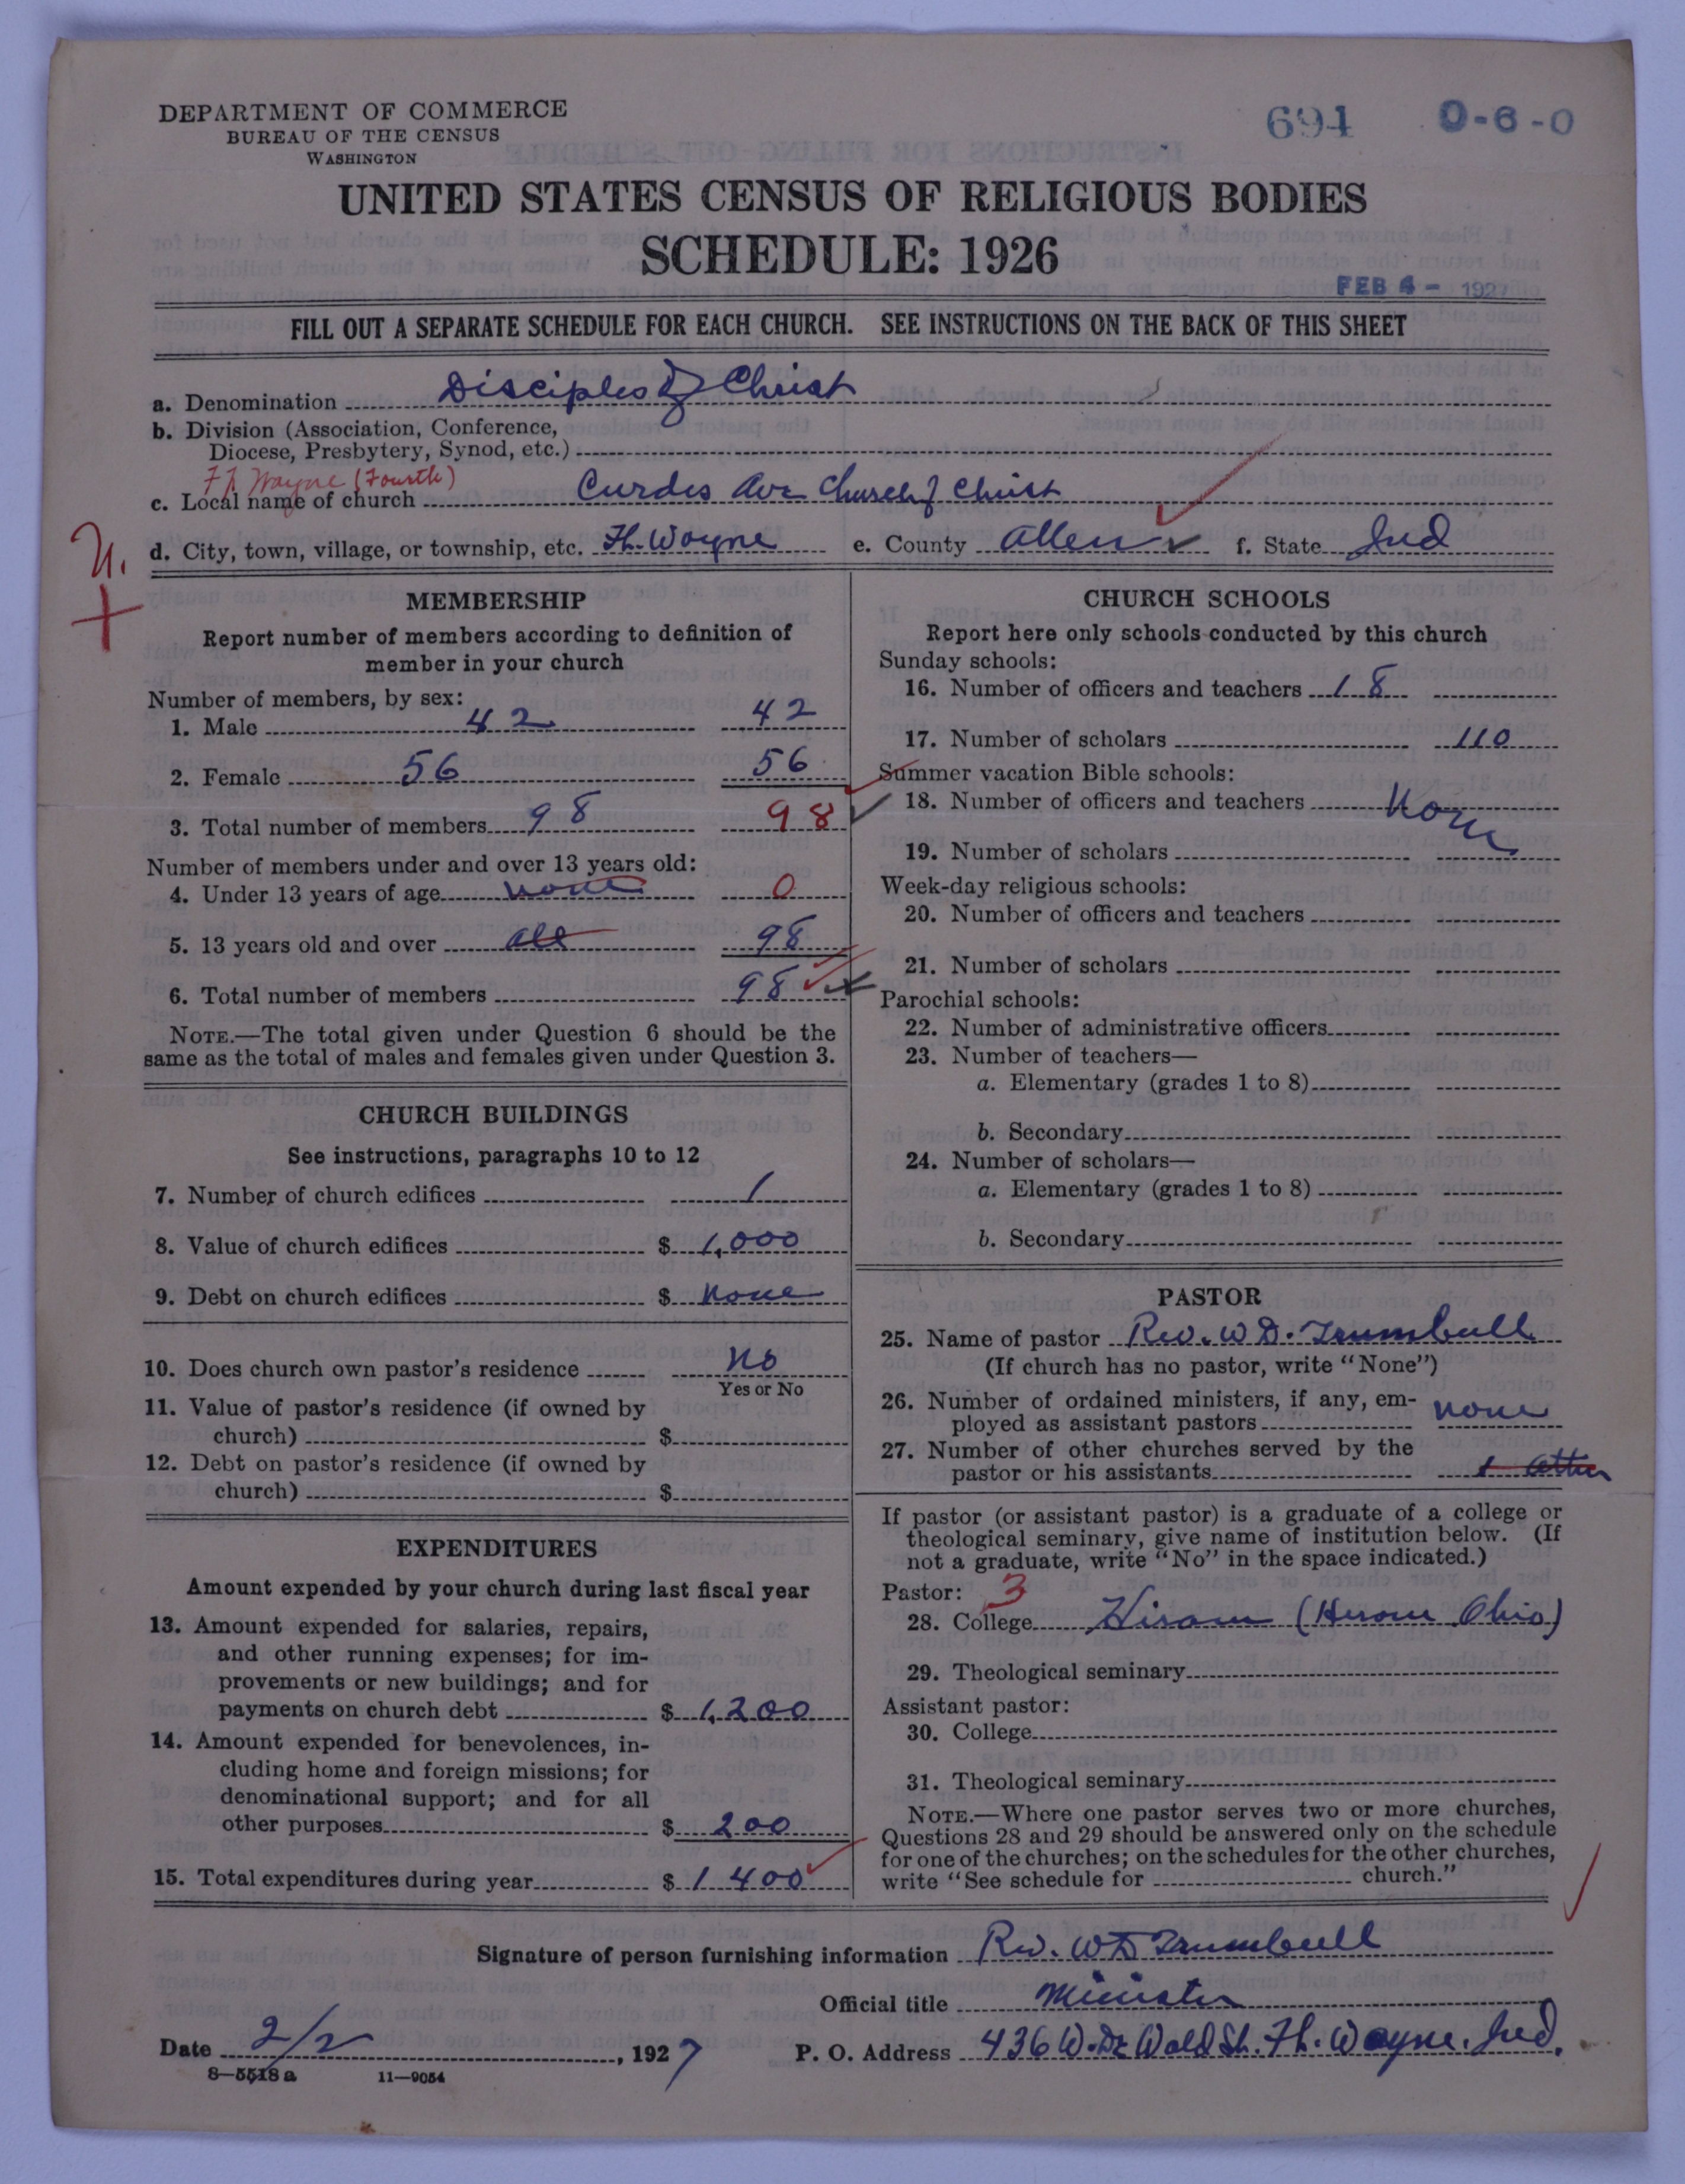 DEPARTMENT OF COMMERCE
BUREAU OF THE CENSUS
WASHINGTON
694 0-6-0
UNITED STATES CENSUS OF RELIGIOUS BODIES
SCHEDULE: 1926
FEB 4 - 1927
FILL OUT A SEPARATE SCHEDULE FOR EACH CHURCH. SEE INSTRUCTIONS ON THE BACK OF THIS SHEET
a. Denomination Disciples of Christ
b. Division (Association, Conference,
Diocese, Presbytery, Synod, etc.)
Ft Wayne (Fourth)
c. Local name of church Curdes Ave Church of Christ
d. City, town, village, or township, etc. Ft. Wayne e. County Allen f. State Ind
MEMBERSHIP
Report number of members according to definition of
member in your church
Number of members, by sex:
1. Male 42 42
2. Female 56 56
3. Total number of members 98 98
Number of members under and over 13 years old:
4. Under 13 years of age none 0
5. 13 years old and over all 98
6. Total number of members 98
NOTE.—The total given under Question 6 should be the
same as the total of males and females given under Question 3.
CHURCH BUILDINGS
See instructions, paragraphs 10 to 12
7. Number of church edifices 1
8. Value of church edifices $ 1,000
9. Debt on church edifices $ none
10. Does church own pastor's residence No
Yes or No
11. Value of pastor's residence (if owned by
church) $
12. Debt on pastor's residence (if owned by
church) $
EXPENDITURES
Amount expended by your church during last fiscal year
13. Amount expended for salaries, repairs,
and other running expenses; for im-
provements or new buildings; and for
payments on church debt $ 1,200
14. Amount expended for benevolences, in-
cluding home and foreign missions; for
denominational support; and for all
other purposes $ 200
15. Total expenditures during year $ 1400
CHURCH SCHOOLS
Report here only schools conducted by this church
Sunday schools:
16. Number of officers and teachers 18
17. Number of scholars 110
Summer vacation Bible schools:
18. Number of officers and teachers None
19. Number of scholars
Week-day religious schools:
20. Number of officers and teachers
21. Number of scholars
Parochial schools:
22. Number of administrative officers
23. Number of teachers—
a. Elementary (grades 1 to 8)
b. Secondary
24. Number of scholars—
a. Elementary (grades 1 to 8)
b. Secondary
PASTOR
25. Name of pastor Rev. W D. Trumbull
(If church has no pastor, write "None")
26. Number of ordained ministers, if any, em-
ployed as assistant pastors none
27. Number of other churches served by the
pastor or his assistants 1 other
If pastor (or assistant pastor) is a graduate of a college or
theological seminary, give name of institution below. (If
not a graduate, write "No" in the space indicated.)
Pastor: 3
28. College Hiram (Hiram Ohio)
29. Theological seminary
Assistant pastor:
30. College
31. Theological seminary
NOTE.—Where one pastor serves two or more churches,
Questions 28 and 29 should be answered only on the schedule
for one of the churches; on the schedules for the other churches,
write "See schedule for church."
Signature of person furnishing information Rev. W D Trumbull
Official title Minister
Date 2/2, 1927 P. O. Address 436 W. De Wald St. Ft. Wayne. Ind.
8—5518 a 11—9054